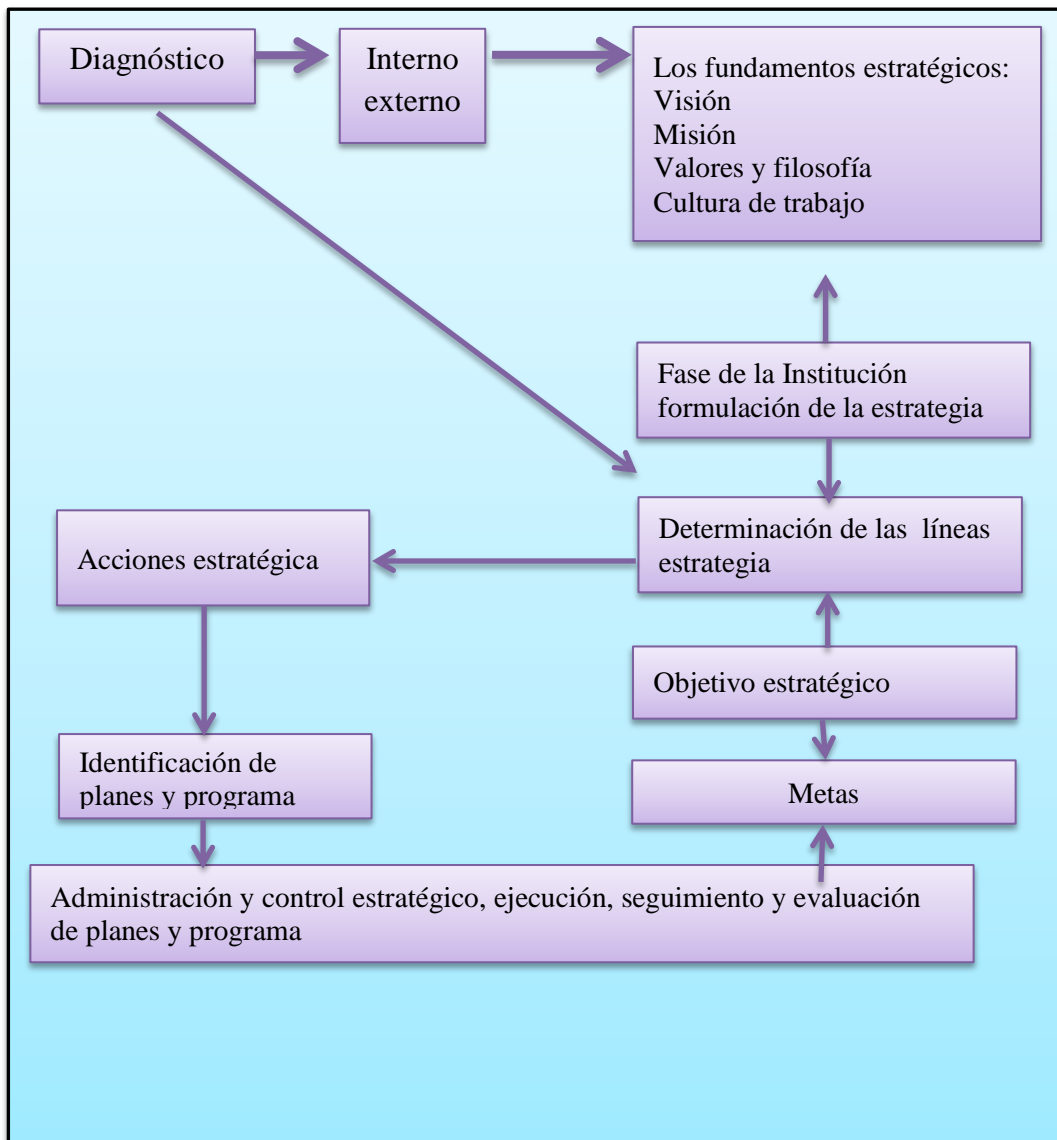 Diagnóstico
Interno
externo
Los fundamentos estratégicos:
Visión
Misión
Valores y filosofía
Cultura de trabajo
Fase de la Institución
formulación de la estrategia
Determinación de las  líneas
estrategia
Acciones estratégica
Objetivo estratégico
Identificación de
planes y programa
Metas
Administración y control estratégico, ejecución, seguimiento y evaluación
de planes y programa